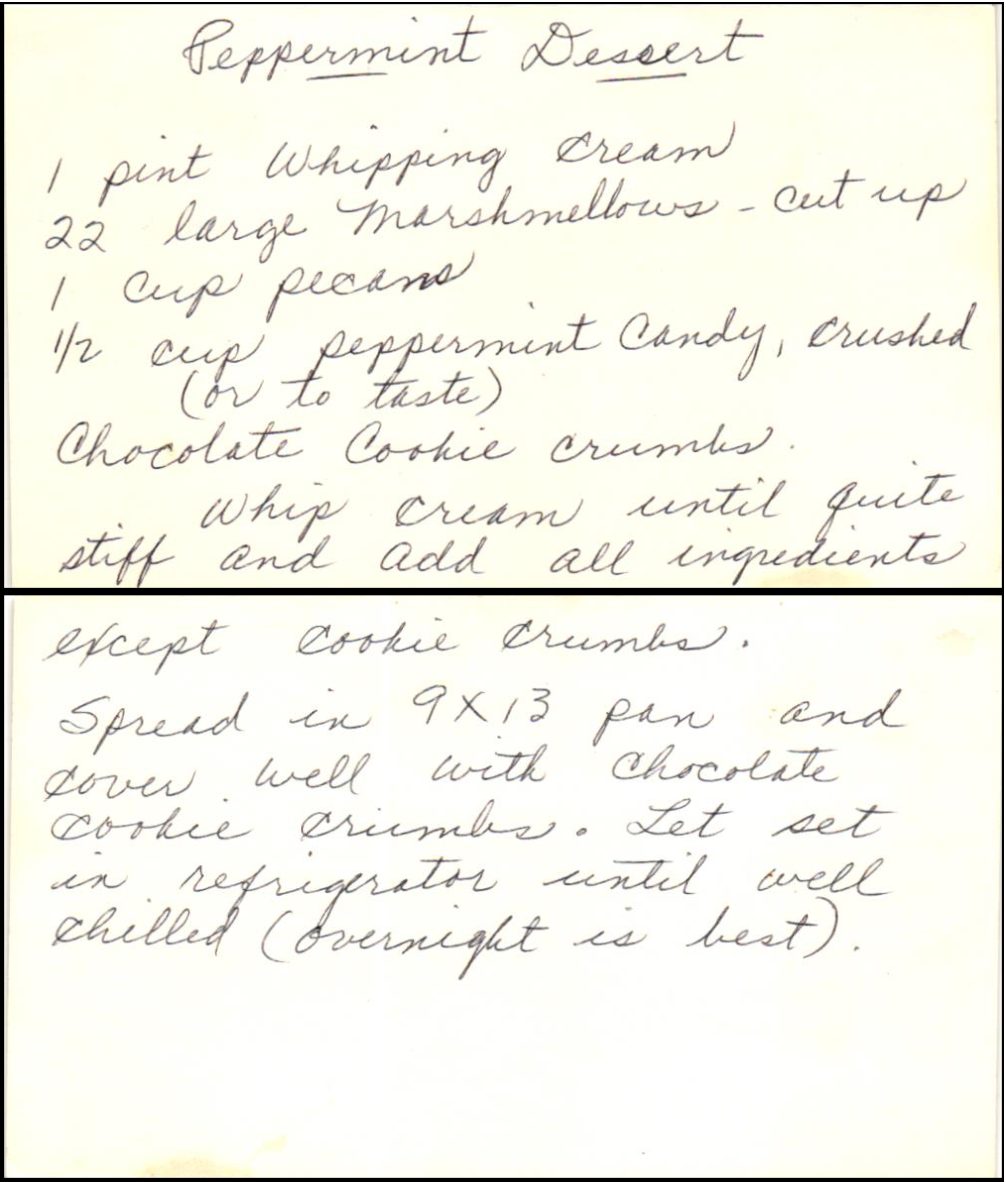 Peppermint Dessert
1 pint Whipping Cream
22 large Marshmellows - cut up
1 Cup pecans
1/2 cup peppermint Candy, crushed
(or to taste)
Chocolate Cookie crumbs.
Whip cream until quite
stiff and add all ingredients
except cookie crumbs.
Spread in 9X13 pan and
cover well with chocolate
cookie crumbs. Let set
in refrigerator until well
chilled (overnight is best).